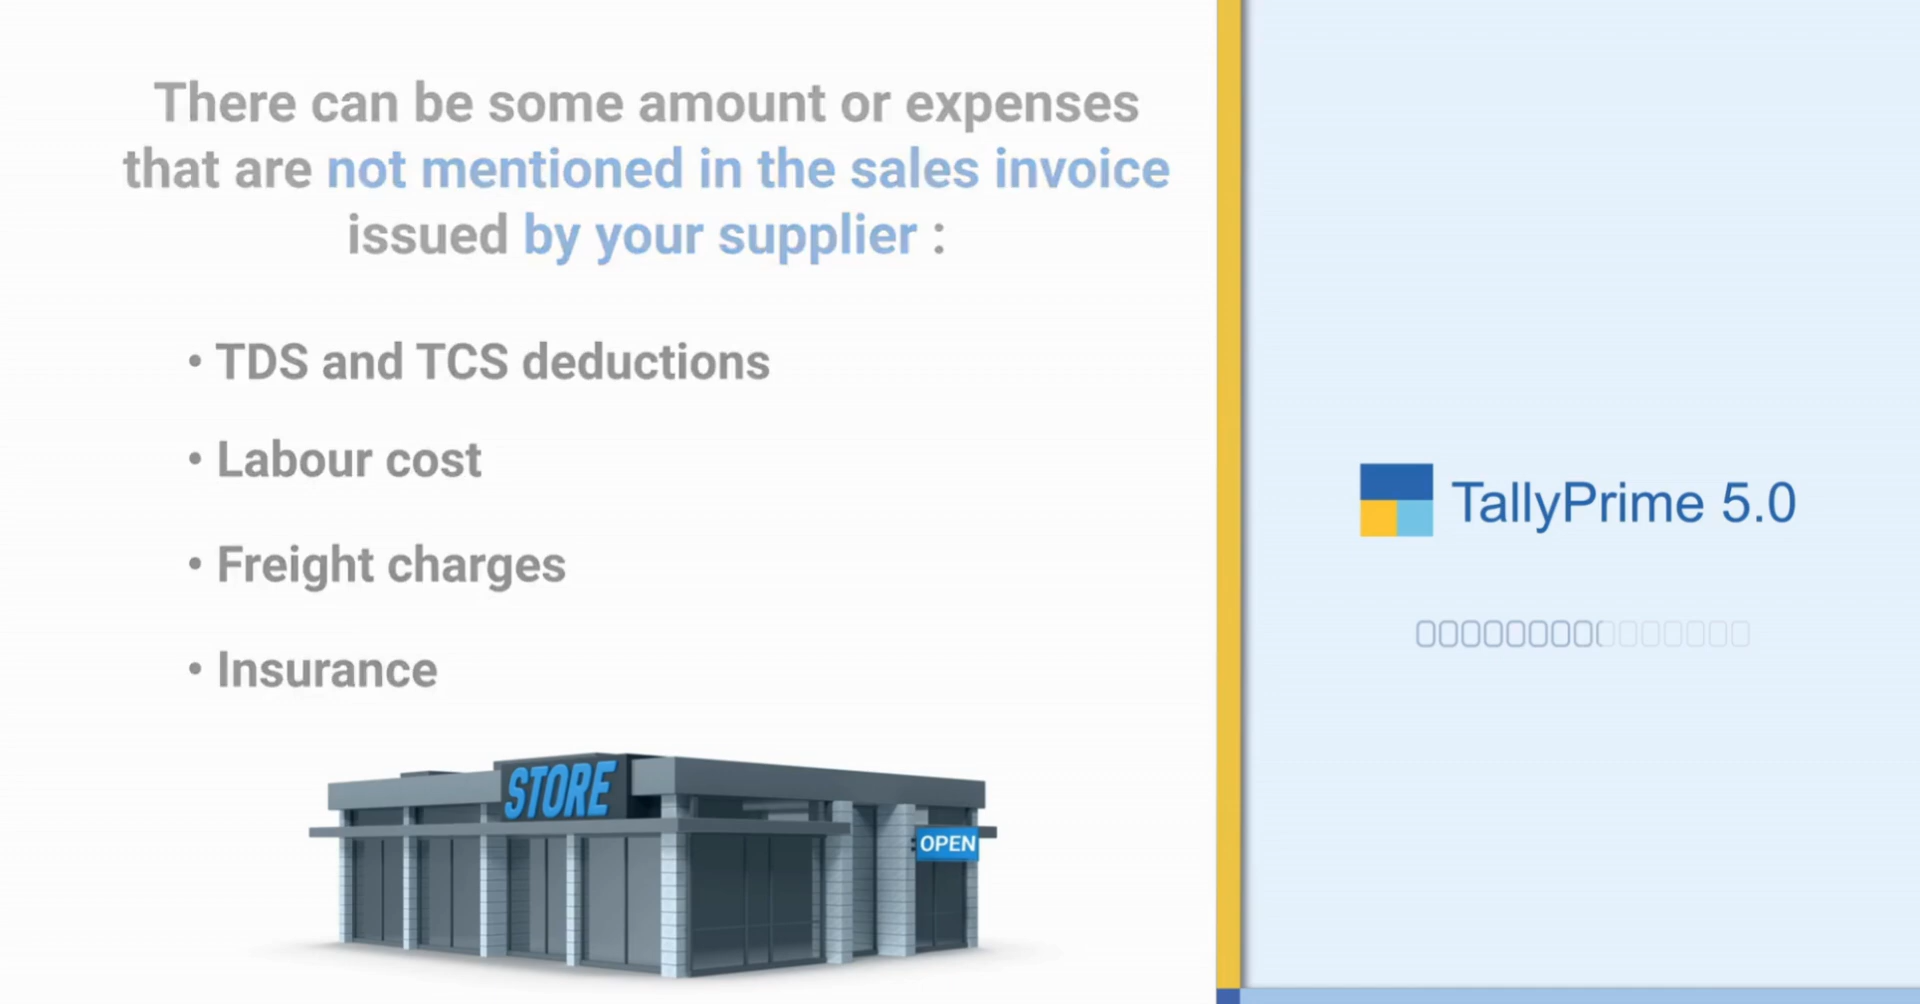 There can be some amount or expenses
that are not mentioned in the sales invoice
issued by your supplier :
• TDS and TCS deductions
• Labour cost
• Freight charges
• Insurance
STORE
OPEN
TallyPrime 5.0